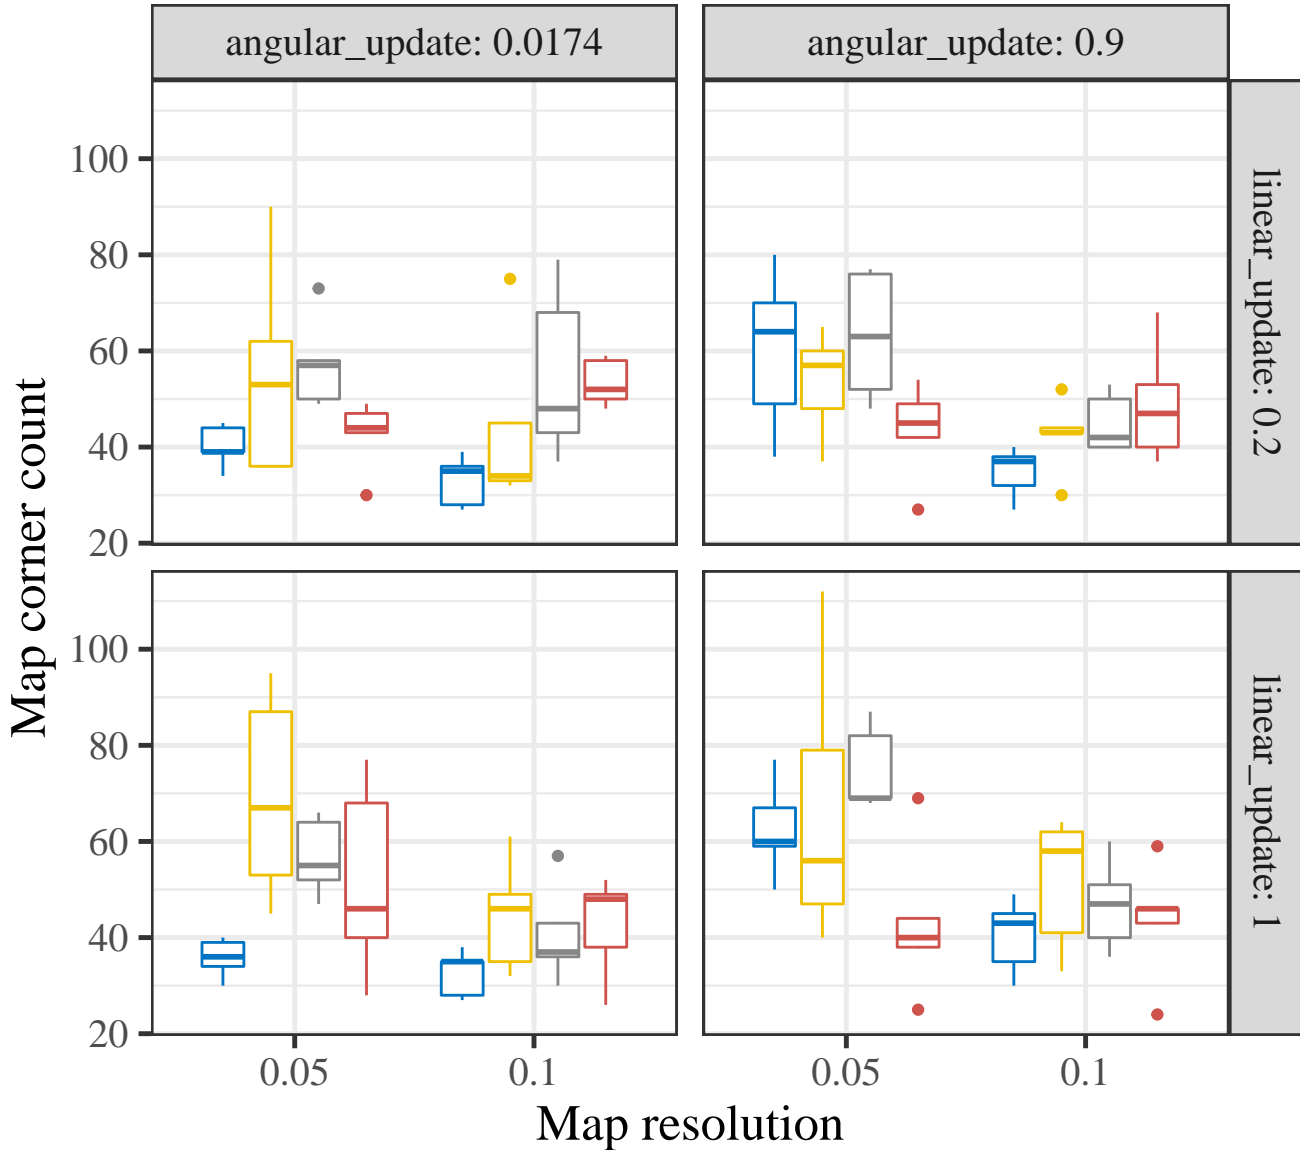 angular_update: 0.0174
angular_update: 0.9
100
80
60
40
20
linear_update: 0.2
Map corner count
100
80
60
40
20
linear_update: 1
0.05
0.1
0.05
0.1
Map resolution